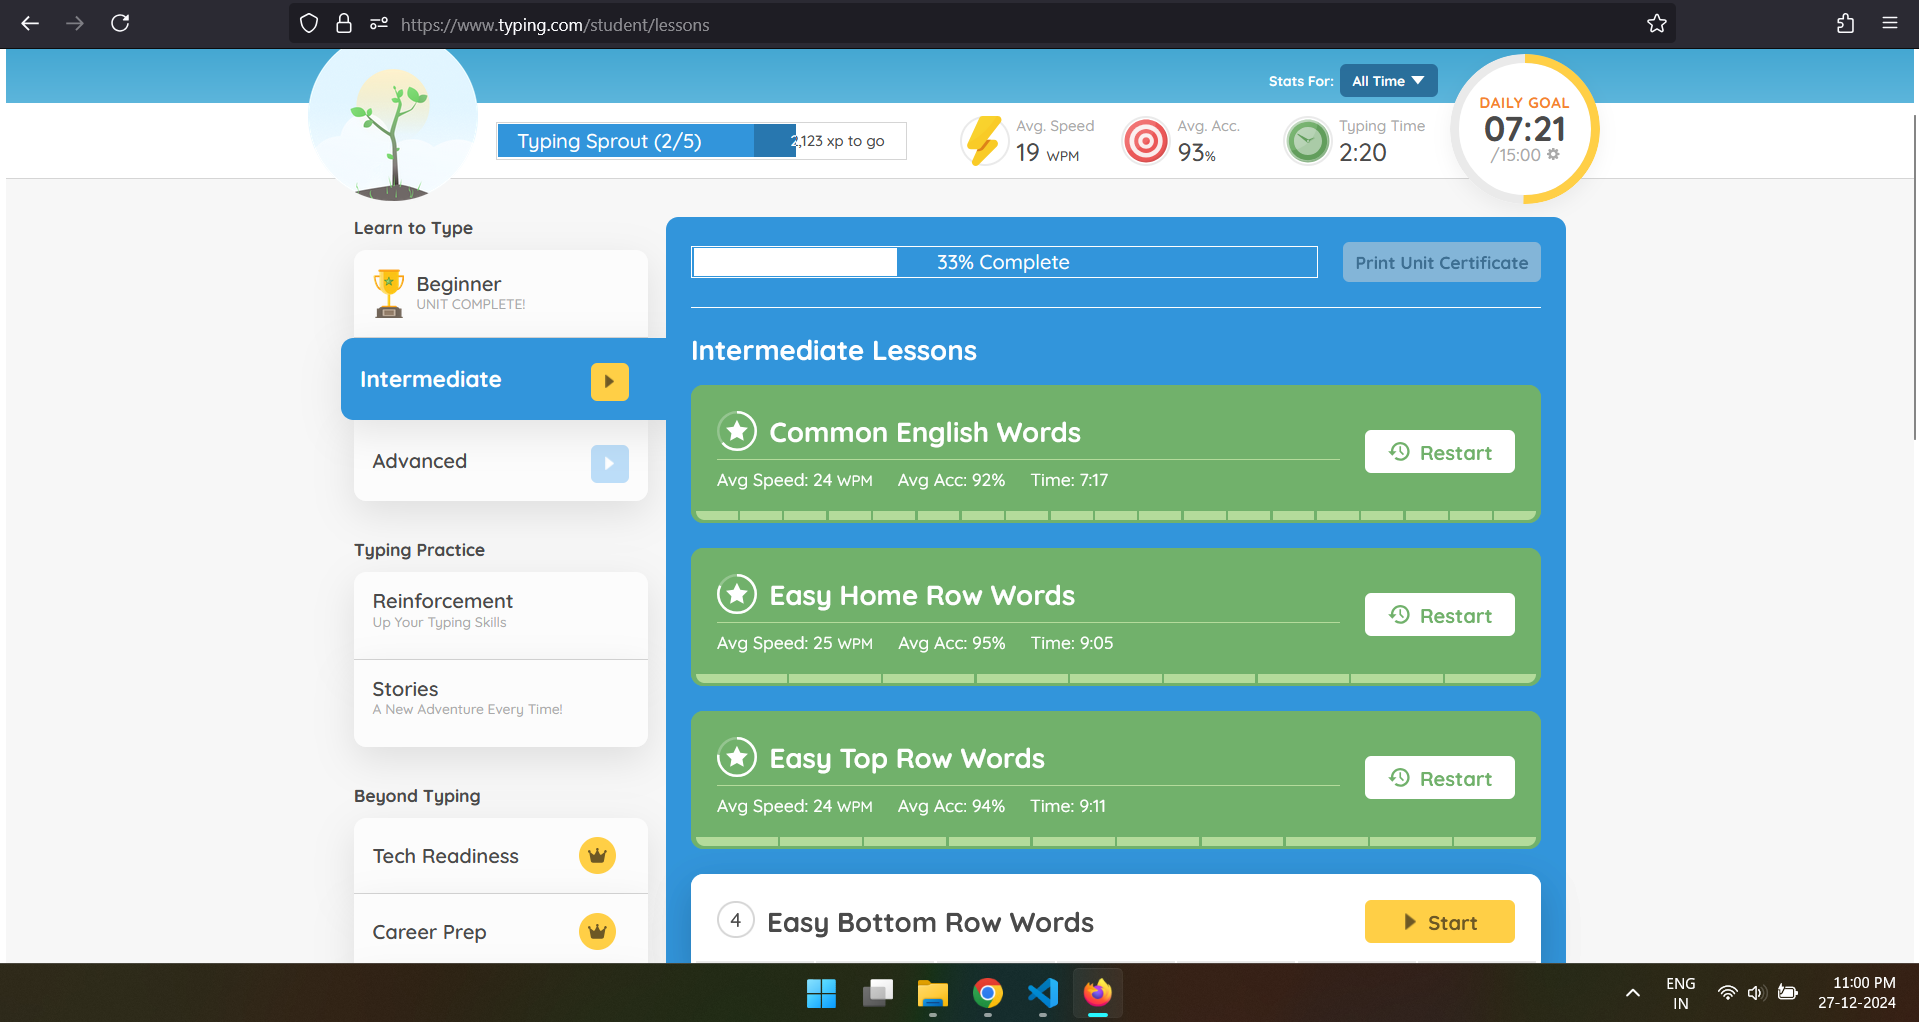 https://www.typing.com/student/lessons
Stats For: All Time
Typing Sprout (2/5)
2,123 xp to go
Avg. Speed
19 WPM
Avg. Acc.
93%
Typing Time
2:20
DAILY GOAL
07:21
/15:00
Learn to Type
Beginner
UNIT COMPLETE!
Intermediate
Advanced
Typing Practice
Reinforcement
Up Your Typing Skills
Stories
A New Adventure Every Time!
Beyond Typing
Tech Readiness
Career Prep
33% Complete
Print Unit Certificate
Intermediate Lessons
Common English Words
Avg Speed: 24 WPM Avg Acc: 92% Time: 7:17
Restart
Easy Home Row Words
Avg Speed: 25 WPM Avg Acc: 95% Time: 9:05
Restart
Easy Top Row Words
Avg Speed: 24 WPM Avg Acc: 94% Time: 9:11
Restart
4 Easy Bottom Row Words
Start
ENG
IN
11:00 PM
27-12-2024